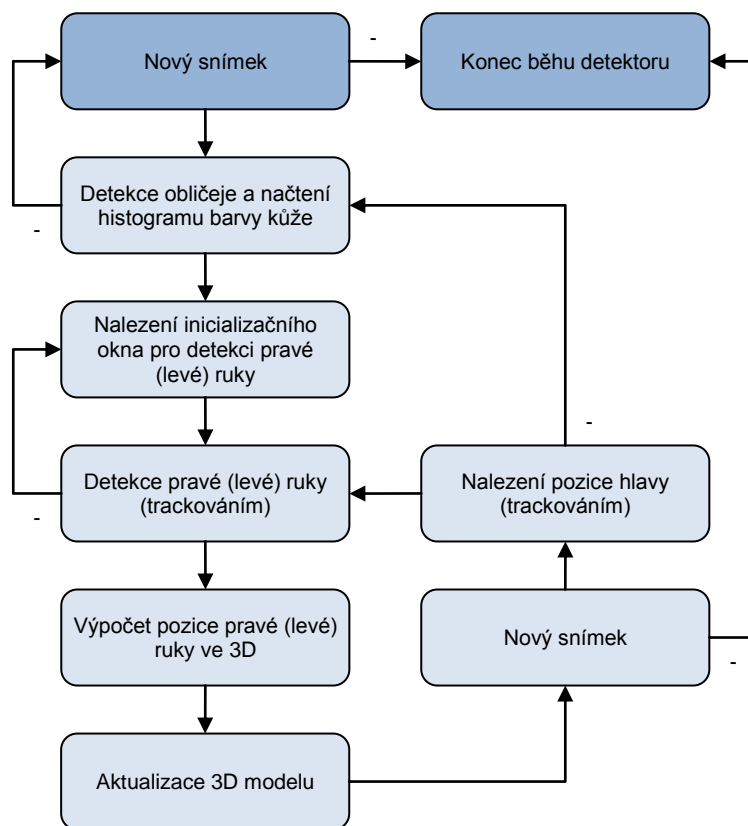 Nový snímek
-
Konec běhu detektoru
Detekce obličeje a načtení
histogramu barvy kůže
-
Nalezení inicializačního
okna pro detekci pravé
(levé) ruky
-
Detekce pravé (levé) ruky
(trackováním)
-
Nalezení pozice hlavy
(trackováním)
Výpočet pozice pravé (levé)
ruky ve 3D
Nový snímek
-
Aktualizace 3D modelu